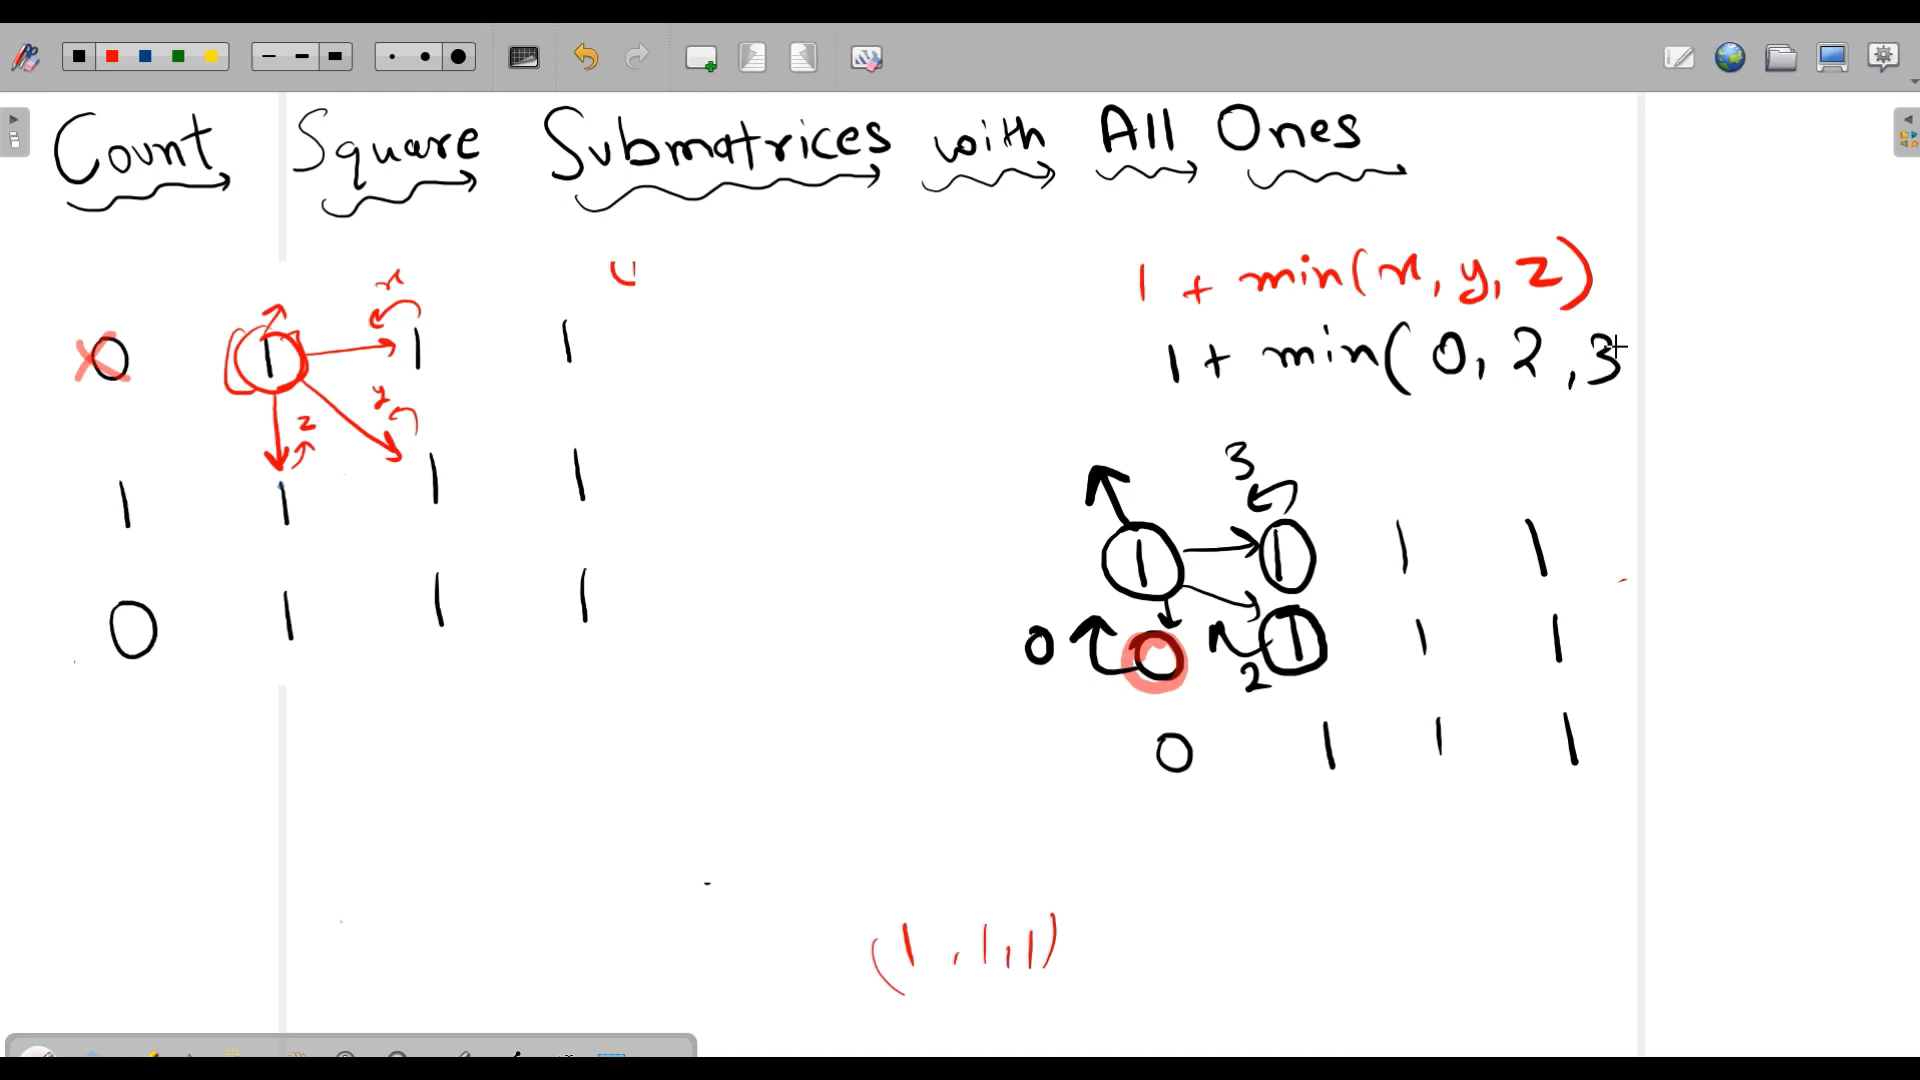 Count Square Submatrices with All Ones
1 + min(x, y, z)
1 + min(0, 2, 3
x
0 1 1 1
y
z
1 1 1 1
0 1 1 1
3
1 1 1 1
0 0 1 1 1
2
0 1 1 1
(1, 1, 1)